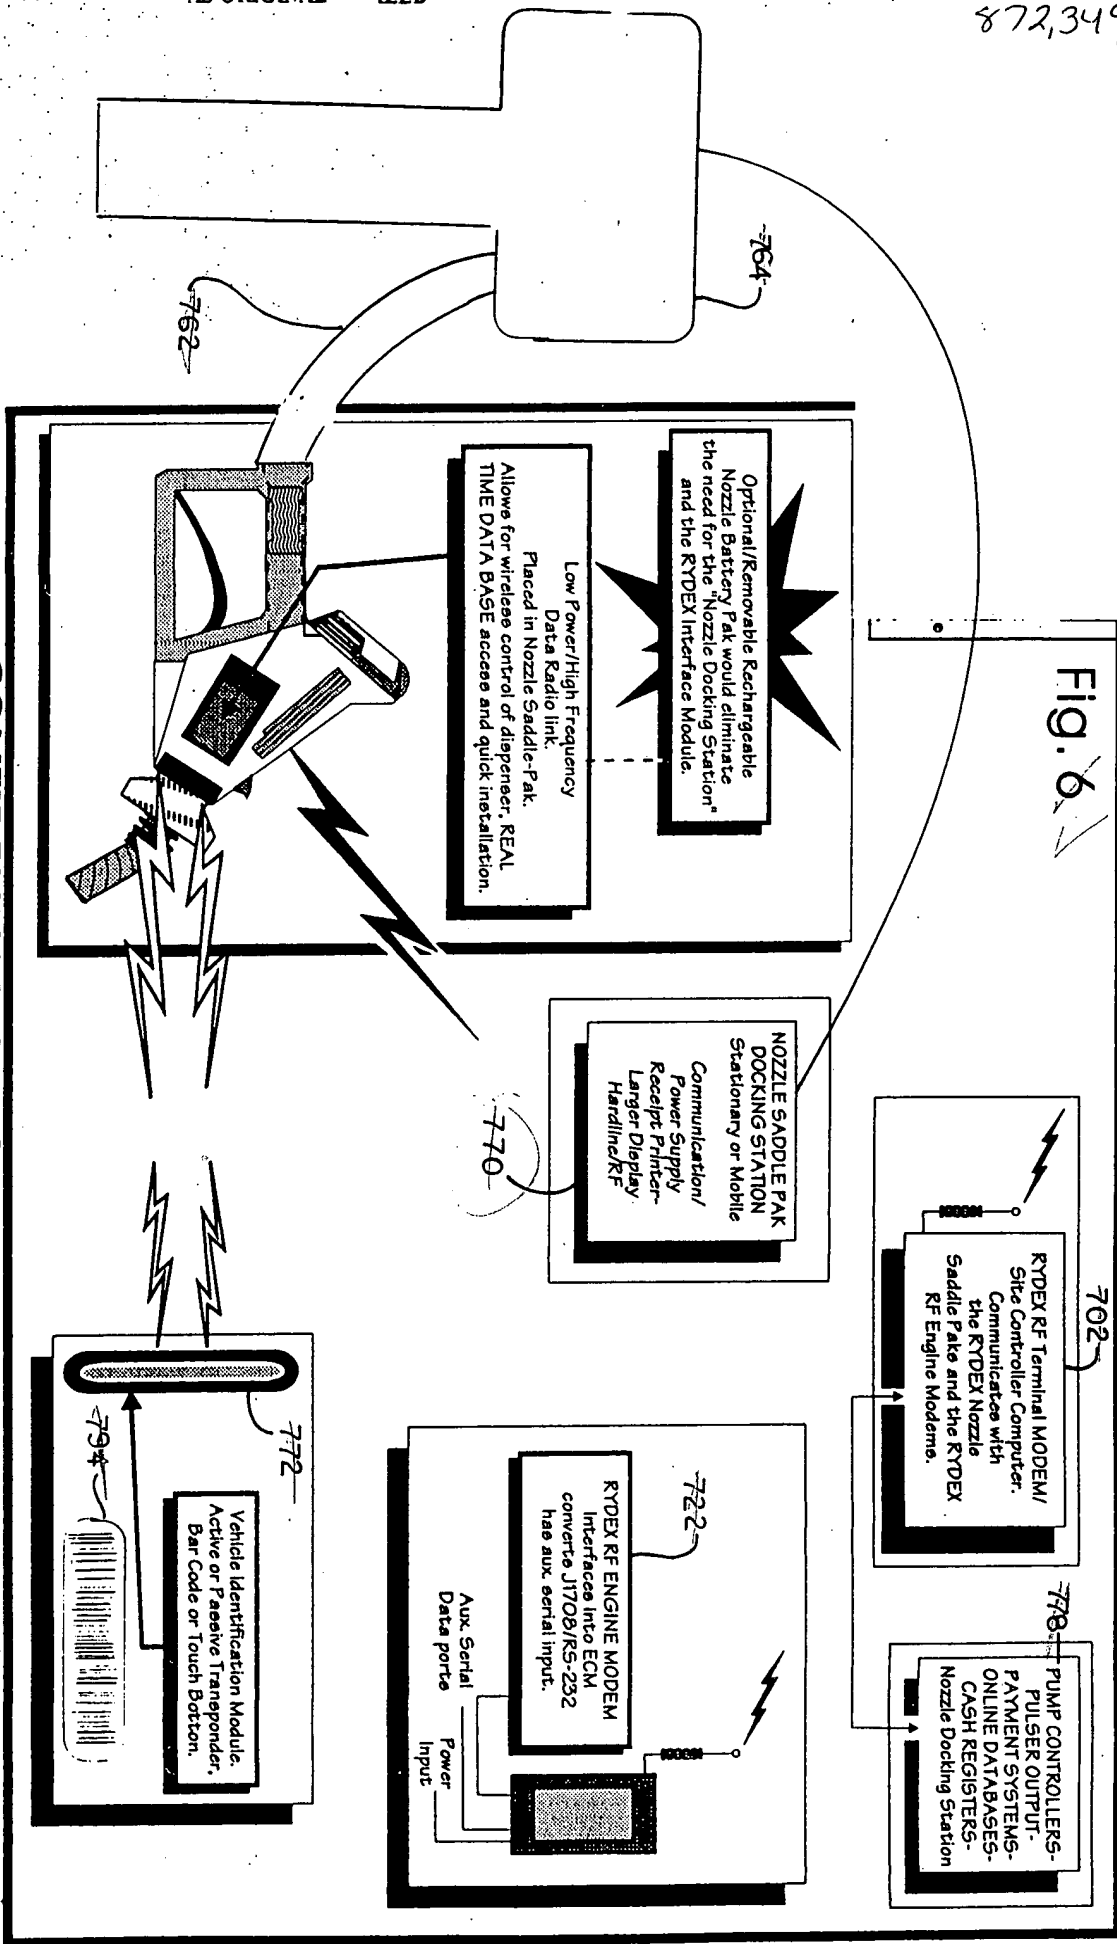 872,349
Fig. 6
764
762
Optional/Removable Rechargeable
Nozzle Battery Pak would eliminate
the need for the "Nozzle Docking Station"
and the RYDEX Interface Module.
Low Power/High Frequency
Data Radio link.
Placed in Nozzle Saddle-Pak.
Allows for wireless control of dispenser, REAL
TIME DATA BASE access and quick installation.
NOZZLE SADDLE PAK
DOCKING STATION
Stationary or Mobile
Communication/
Power Supply
Receipt Printer-
Larger Display
Hardline/RF
770
702
RYDEX RF Terminal MODEM/
Site Controller Computer.
Communicates with
the RYDEX Nozzle
Saddle Paks and the RYDEX
RF Engine Modems.
778
PUMP CONTROLLERS-
PULSER OUTPUT-
PAYMENT SYSTEMS-
ONLINE DATABASES-
CASH REGISTERS-
Nozzle Docking Station
722
RYDEX RF ENGINE MODEM
Interfaces into ECM
converts J1708/RS-232
has aux. serial input.
Aux. Serial
Data ports
Power
Input
772
794
Vehicle Identification Module.
Active or Passive Transponder,
Bar Code or Touch Botton.